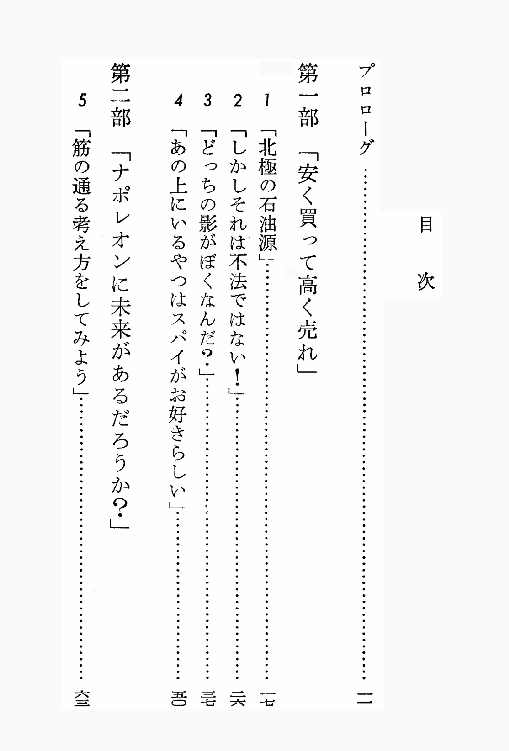 目次
プロローグ……………一一
第一部 「安く買って高く売れ」
1 「北極の石油源」……………一七
2 「しかしそれは不法ではない！」……………二六
3 「どっちの影がぼくなんだ？」……………三七
4 「あの上にいるやつはスパイがお好きらしい」……………五〇
第二部 「ナポレオンに未来があるだろうか？」
5 「筋の通る考え方をしてみよう」……………六三